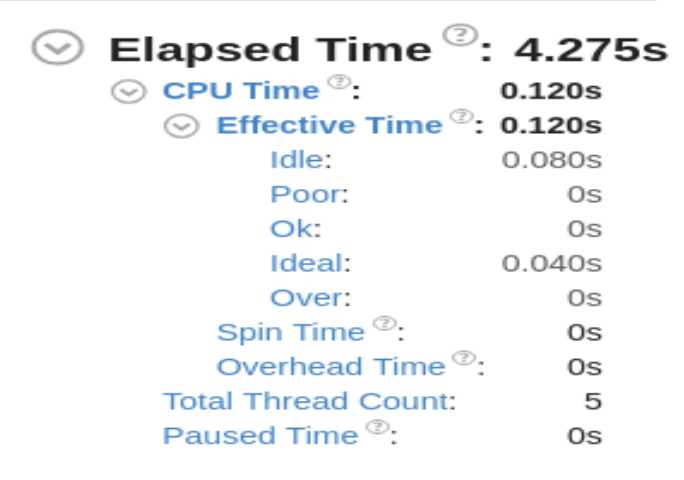 Elapsed Time ?: 4.275s
CPU Time ?: 0.120s
Effective Time ?: 0.120s
Idle: 0.080s
Poor: 0s
Ok: 0s
Ideal: 0.040s
Over: 0s
Spin Time ?: 0s
Overhead Time ?: 0s
Total Thread Count: 5
Paused Time ?: 0s